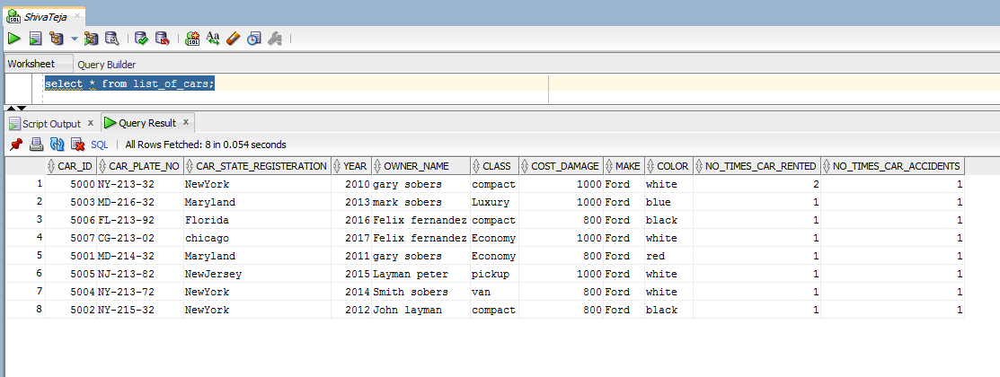 ShivaTeja
Worksheet Query Builder
select * from list_of_cars;
Script Output x Query Result x
SQL All Rows Fetched: 8 in 0.054 seconds
CAR_ID CAR_PLATE_NO CAR_STATE_REGISTERATION YEAR OWNER_NAME CLASS COST_DAMAGE MAKE COLOR NO_TIMES_CAR_RENTED NO_TIMES_CAR_ACCIDENTS
1 5000 NY-213-32 NewYork 2010 gary sobers compact 1000 Ford white 2 1
2 5003 MD-216-32 Maryland 2013 mark sobers Luxury 1000 Ford blue 1 1
3 5006 FL-213-92 Florida 2016 Felix fernandez compact 800 Ford black 1 1
4 5007 CG-213-02 chicago 2017 Felix fernandez Economy 1000 Ford white 1 1
5 5001 MD-214-32 Maryland 2011 gary sobers Economy 800 Ford red 1 1
6 5005 NJ-213-82 NewJersey 2015 Layman peter pickup 1000 Ford white 1 1
7 5004 NY-213-72 NewYork 2014 Smith sobers van 800 Ford white 1 1
8 5002 NY-215-32 NewYork 2012 John layman compact 800 Ford black 1 1